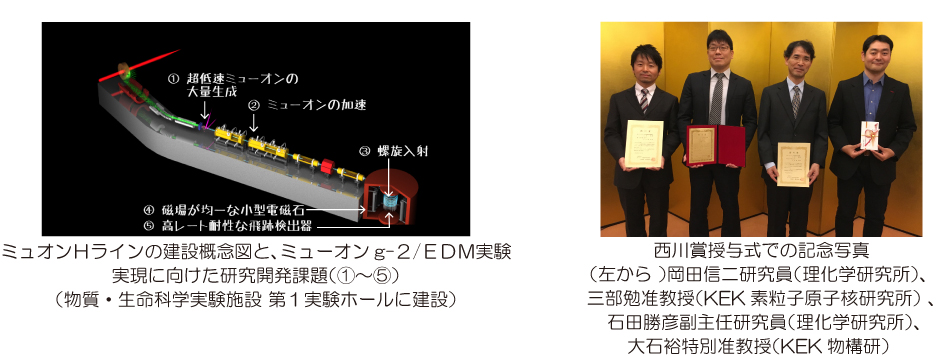 ① 超低速ミューオンの
大量生成
② ミューオンの加速
③ 螺旋入射
④ 磁場が均一な小型電磁石
⑤ 高レート耐性な飛跡検出器
ミュオンHラインの建設概念図と、ミューオン g-2/EDM実験
実現に向けた研究開発課題(①~⑤)
(物質・生命科学実験施設 第1実験ホールに建設)
西川賞授与式での記念写真
(左から )岡田信二研究員(理化学研究所)、
三部勉准教授(KEK 素粒子原子核研究所) 、
石田勝彦副主任研究員(理化学研究所)、
大石裕特別准教授(KEK 物構研)